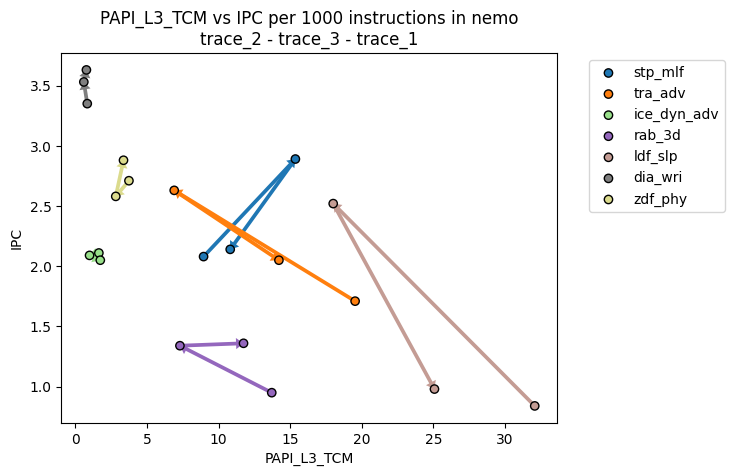 PAPI_L3_TCM vs IPC per 1000 instructions in nemo
trace_2 - trace_3 - trace_1
3.5
3.0
2.5
2.0
1.5
1.0
IPC
0
5
10
15
20
25
30
PAPI_L3_TCM
stp_mlf
tra_adv
ice_dyn_adv
rab_3d
ldf_slp
dia_wri
zdf_phy